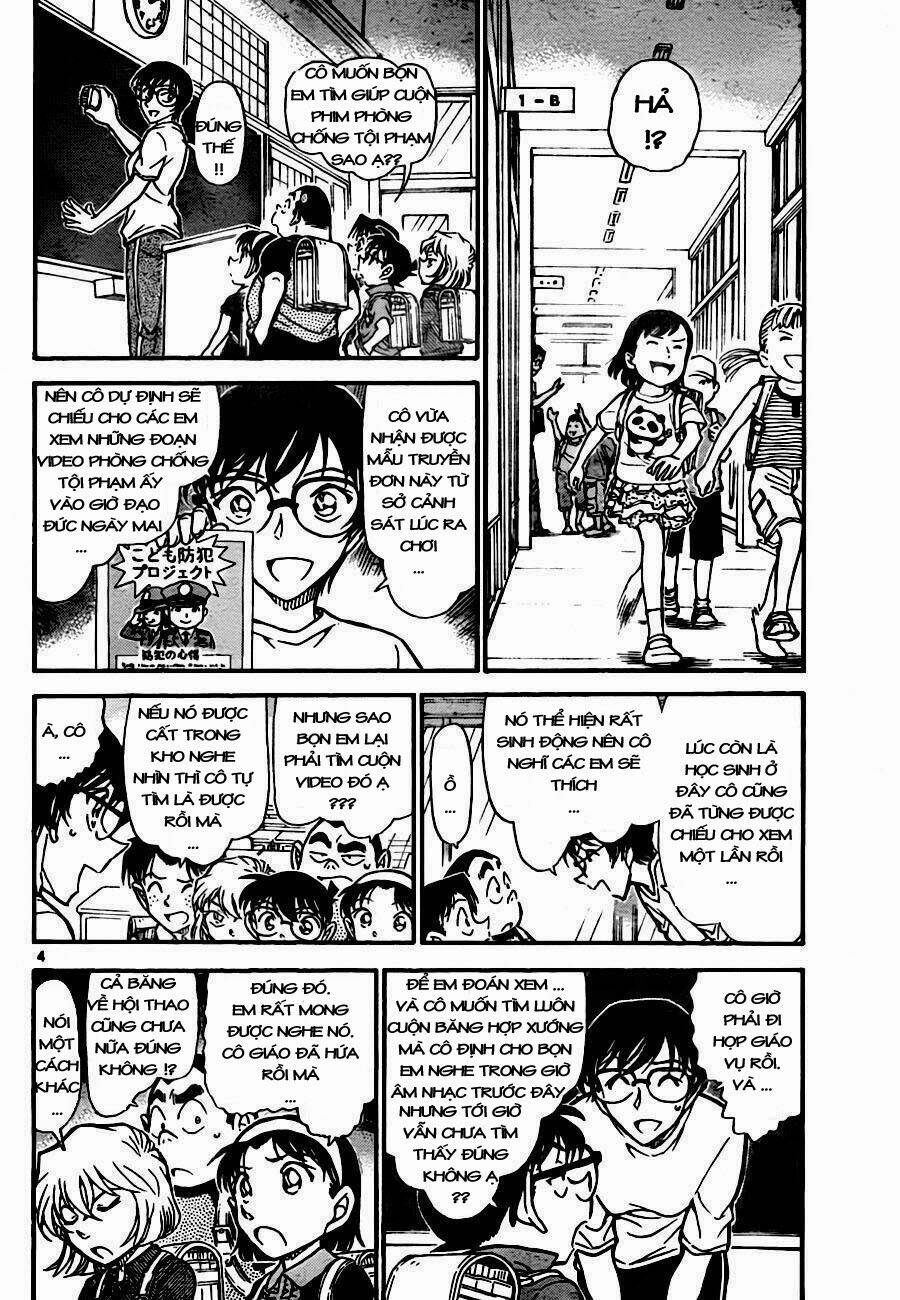 HẢ
!?
1-B
CÔ MUỐN BỌN
EM TÌM GIÚP CUỘN
PHIM PHÒNG
CHỐNG TỘI PHẠM
SAO Ạ??
ĐÚNG
THẾ
!!
CÔ VỪA
NHẬN ĐƯỢC
MẪU TRUYỀN
ĐƠN NÀY TỪ
SỞ CẢNH
SÁT LÚC RA
CHƠI
...
NÊN CÔ DỰ ĐỊNH SẼ
CHIẾU CHO CÁC EM
XEM NHỮNG ĐOẠN
VIDEO PHÒNG CHỐNG
TỘI PHẠM ẤY
VÀO GIỜ ĐẠO
ĐỨC NGÀY MAI
...
こども防犯
プロジェクト
防犯の心得
LÚC CÒN LÀ
HỌC SINH Ở
ĐÂY CÔ CŨNG
ĐÃ TỪNG ĐƯỢC
CHIẾU CHO XEM
MỘT LẦN RỒI
...
NÓ THỂ HIỆN RẤT
SINH ĐỘNG NÊN CÔ
NGHĨ CÁC EM SẼ
THÍCH
...
Ồ
...
NHƯNG SAO
BỌN EM LẠI
PHẢI TÌM CUỘN
VIDEO ĐÓ Ạ
???
NẾU NÓ ĐƯỢC
CẤT TRONG
KHO NGHE
NHÌN THÌ CÔ TỰ
TÌM LÀ ĐƯỢC
RỒI MÀ
...
À, CÔ
...
4
CÔ GIỜ
PHẢI ĐI
HỌP GIÁO
VỤ RỒI.
VÀ ...
ĐỂ EM ĐOÁN XEM ...
VÀ CÔ MUỐN TÌM LUÔN
CUỘN BĂNG HỢP XƯỚNG
MÀ CÔ ĐỊNH CHO BỌN
EM NGHE TRONG GIỜ
ÂM NHẠC TRƯỚC ĐÂY
NHƯNG TỚI GIỜ
VẪN CHƯA TÌM
THẤY ĐÚNG
KHÔNG Ạ
??
ĐÚNG ĐÓ.
EM RẤT MONG
ĐƯỢC NGHE NÓ.
CÔ GIÁO ĐÃ HỨA
RỒI MÀ
...
CẢ BĂNG
VỀ HỘI THAO
CŨNG CHƯA
NỮA ĐÚNG
KHÔNG !?
NÓI
MỘT
CÁCH
KHÁC
...